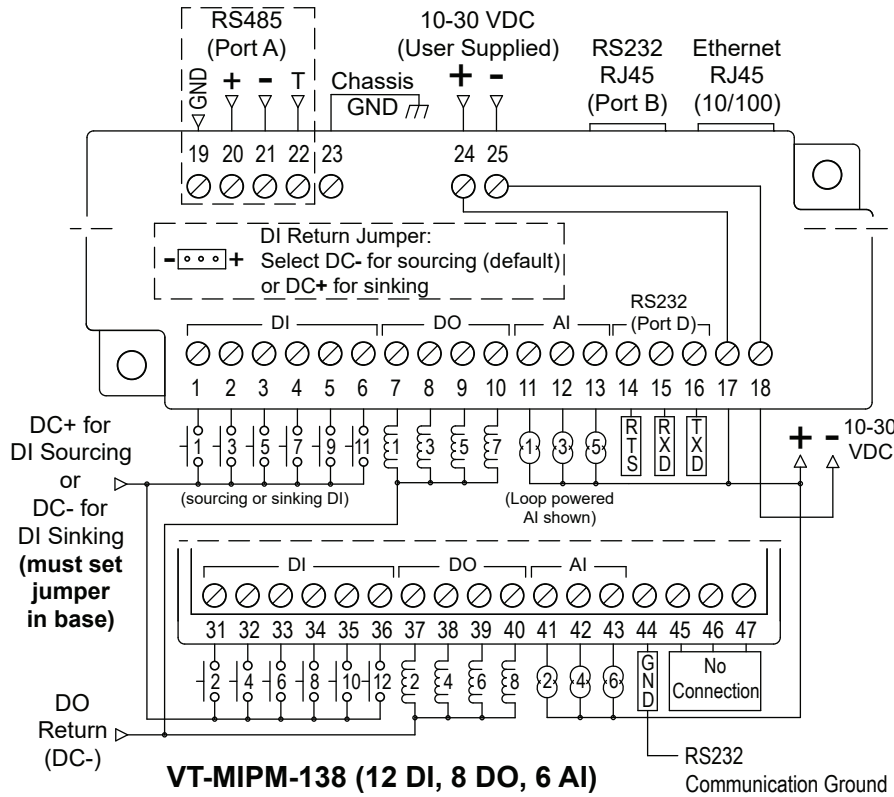 RS485
(Port A)
10-30 VDC
(User Supplied)
RS232
RJ45
(Port B)
Ethernet
RJ45
(10/100)
GND + - T
Chassis
GND
+ -
19 20 21 22 23 24 25
DI Return Jumper:
- +
Select DC- for sourcing (default)
or DC+ for sinking
DI DO AI
RS232
(Port D)
1 2 3 4 5 6 7 8 9 10 11 12 13 14 15 16 17 18
1 3 5 7 9 11 1 3 5 7 1 3 5 RTS RXD TXD
+ - 10-30
VDC
DC+ for
DI Sourcing
or
DC- for
DI Sinking
(must set
jumper
in base)
(sourcing or sinking DI)
(Loop powered
AI shown)
DI DO AI
31 32 33 34 35 36 37 38 39 40 41 42 43 44 45 46 47
2 4 6 8 10 12 2 4 6 8 2 4 6 GND
No
Connection
DO
Return
(DC-)
RS232
Communication Ground
VT-MIPM-138 (12 DI, 8 DO, 6 AI)